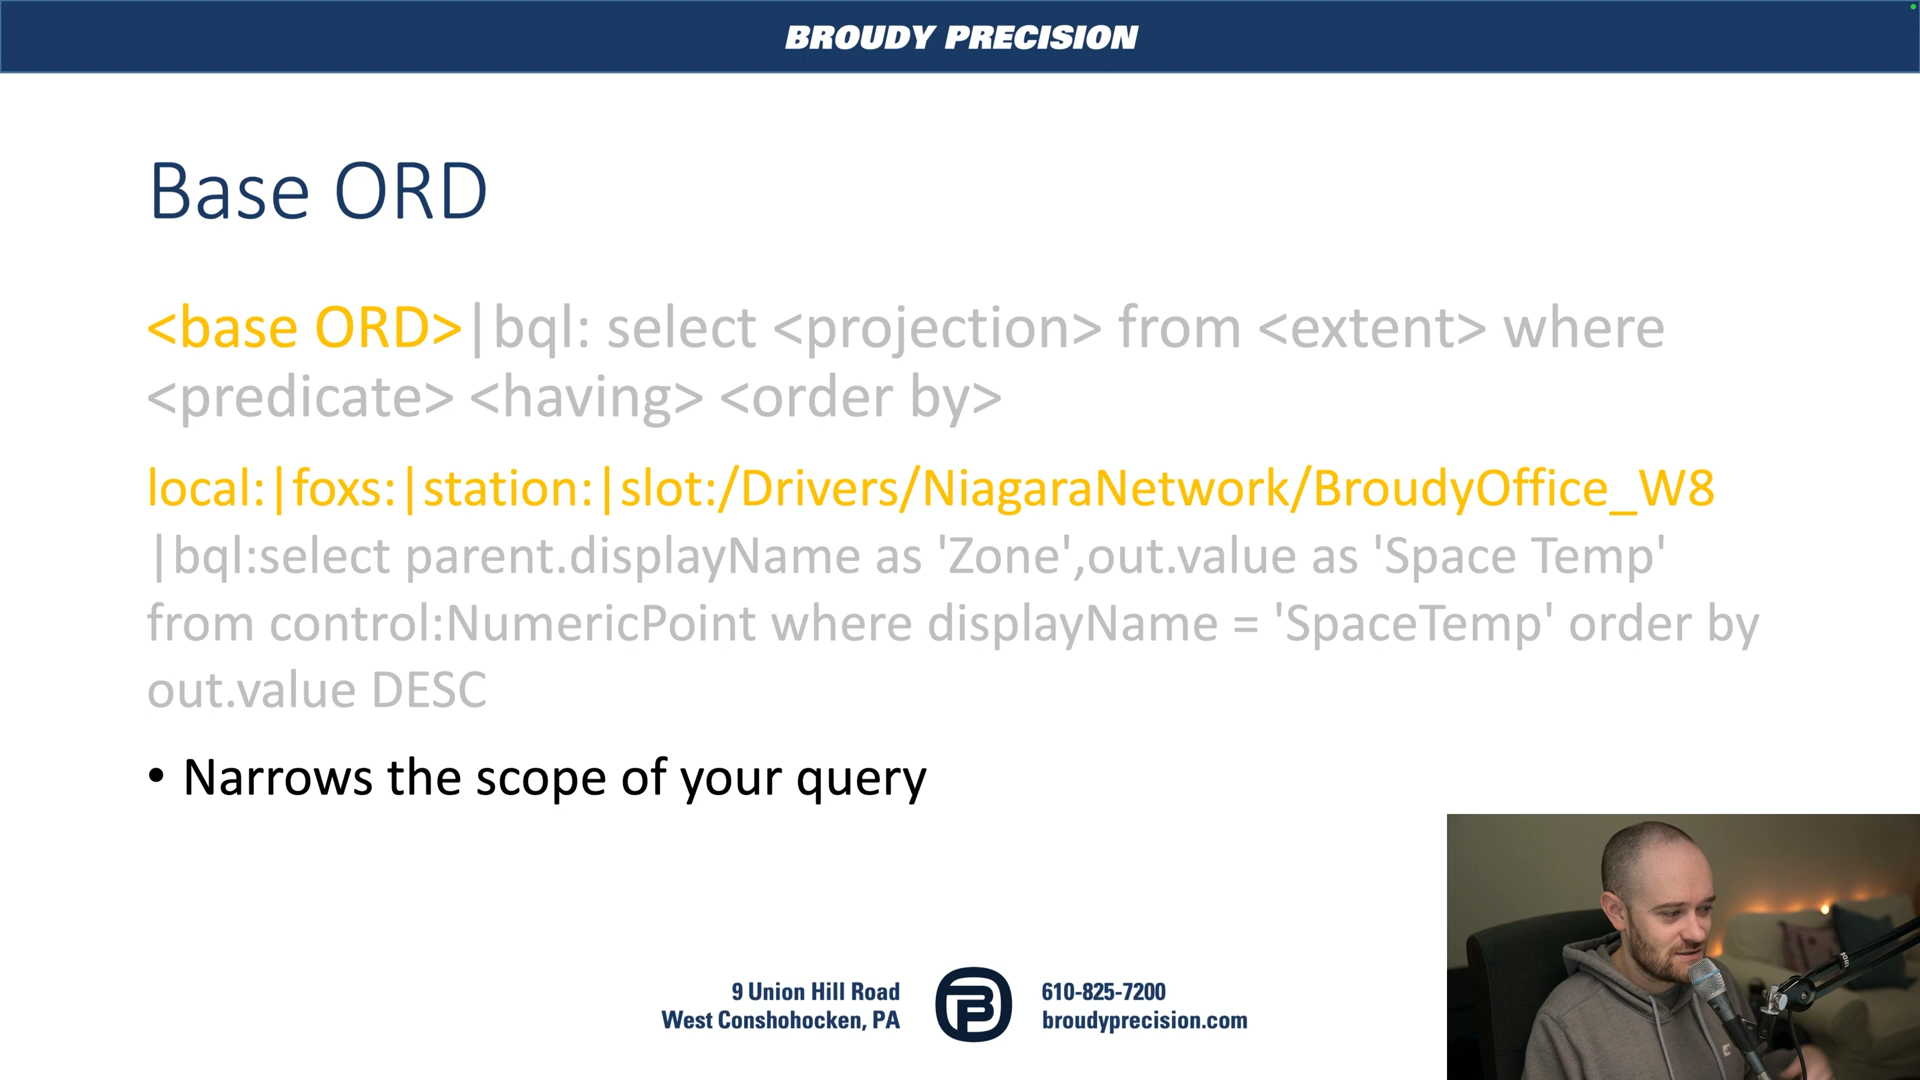 BROUDY PRECISION
Base ORD
<base ORD>|bql: select <projection> from <extent> where
<predicate> <having> <order by>
local:|foxs:|station:|slot:/Drivers/NiagaraNetwork/BroudyOffice_W8
|bql:select parent.displayName as 'Zone',out.value as 'Space Temp'
from control:NumericPoint where displayName = 'SpaceTemp' order by
out.value DESC
• Narrows the scope of your query
9 Union Hill Road
West Conshohocken, PA
610-825-7200
broudyprecision.com